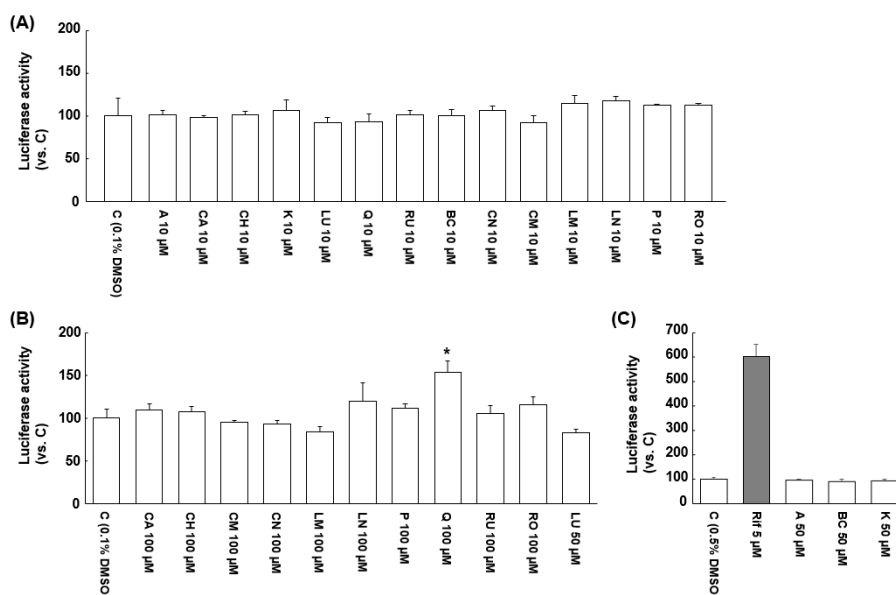 (A)
Luciferase activity
(vs. C)
200
150
100
50
0
C (0.1% DMSO)
A 10 µM
CA 10 µM
CH 10 µM
K 10 µM
LU 10 µM
Q 10 µM
RU 10 µM
BC 10 µM
CN 10 µM
CM 10 µM
LM 10 µM
LN 10 µM
P 10 µM
RO 10 µM
(B)
Luciferase activity
(vs. C)
200
150
100
50
0
*
C (0.1% DMSO
CA 100 µM
CH 100 µM
CM 100 µM
CN 100 µM
LM 100 µM
LN 100 µM
P 100 µM
Q 100 µM
RU 100 µM
RO 100 µM
LU 50 µM
(C)
Luciferase activity
(vs. C)
700
600
500
400
300
200
100
0
C (0.5% DMSO
Rif 5 µM
A 50 µM
BC 50 µM
K 50 µM